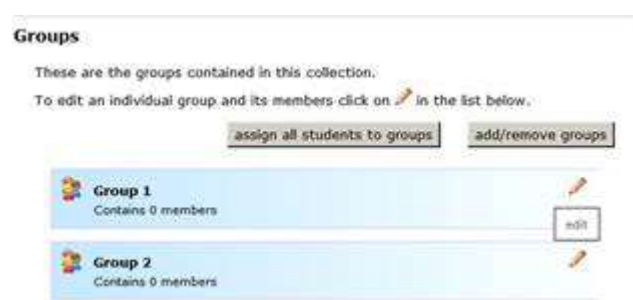 Groups
These are the groups contained in this collection.
To edit an individual group and its members click on in the list below.
assign all students to groups add/remove groups
Group 1
Contains 0 members
edit
Group 2
Contains 0 members